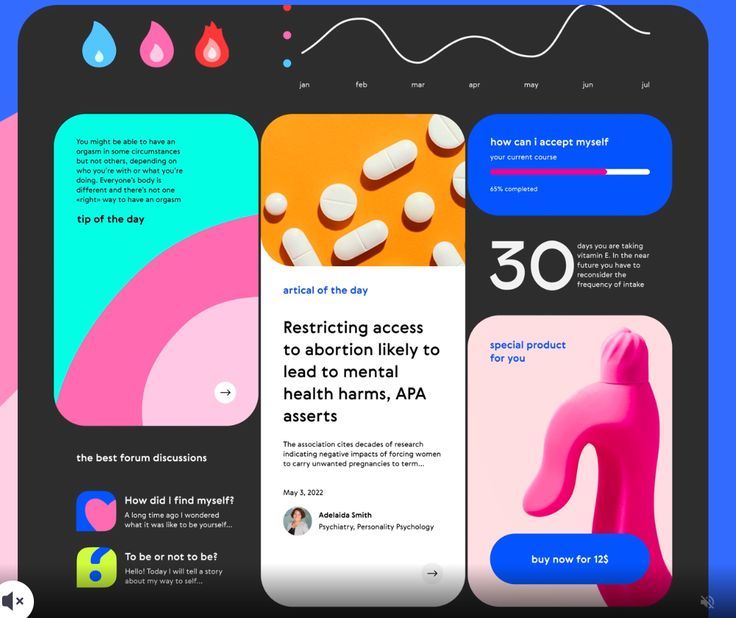 jan feb mar apr may jun jul
You might be able to have an
orgasm in some circumstances
but not others, depending on
who you're with or what you're
doing. Everyone's body is
different and there's not one
«right» way to have an orgasm
tip of the day
artical of the day
Restricting access
to abortion likely to
lead to mental
health harms, APA
asserts
The association cites decades of research
indicating negative impacts of forcing women
to carry unwanted pregnancies to term...
May 3, 2022
Adelaida Smith
Psychiatry, Personality Psychology
how can i accept myself
your current course
65% completed
30
days you are taking
vitamin E. In the near
future you have to
reconsider the
frequency of intake
special product
for you
buy now for 12$
the best forum discussions
How did I find myself?
A long time ago I wondered
what it was like to be yourself...
To be or not to be?
Hello! Today I will tell a story
about my way to self...